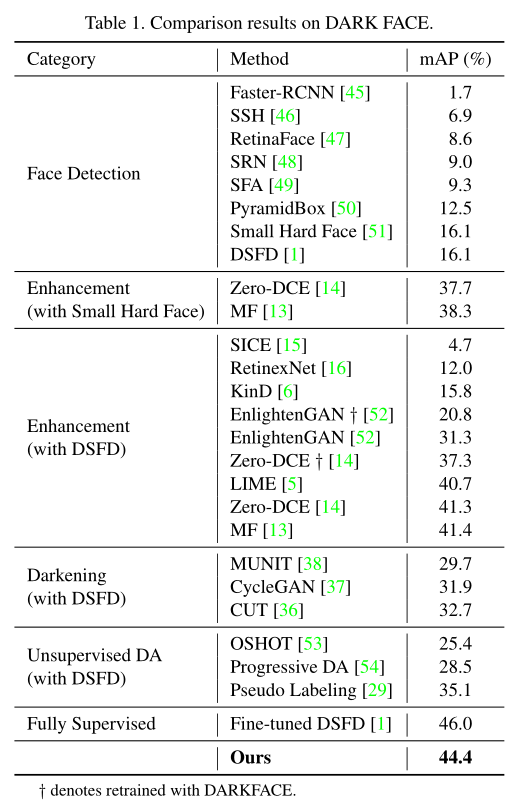 Table 1. Comparison results on DARK FACE.
Category Method mAP (%)
Face Detection
Faster-RCNN [45] 1.7
SSH [46] 6.9
RetinaFace [47] 8.6
SRN [48] 9.0
SFA [49] 9.3
PyramidBox [50] 12.5
Small Hard Face [51] 16.1
DSFD [1] 16.1
Enhancement
(with Small Hard Face)
Zero-DCE [14] 37.7
MF [13] 38.3
Enhancement
(with DSFD)
SICE [15] 4.7
RetinexNet [16] 12.0
KinD [6] 15.8
EnlightenGAN † [52] 20.8
EnlightenGAN [52] 31.3
Zero-DCE † [14] 37.3
LIME [5] 40.7
Zero-DCE [14] 41.3
MF [13] 41.4
Darkening
(with DSFD)
MUNIT [38] 29.7
CycleGAN [37] 31.9
CUT [36] 32.7
Unsupervised DA
(with DSFD)
OSHOT [53] 25.4
Progressive DA [54] 28.5
Pseudo Labeling [29] 35.1
Fully Supervised Fine-tuned DSFD [1] 46.0
Ours 44.4
† denotes retrained with DARKFACE.